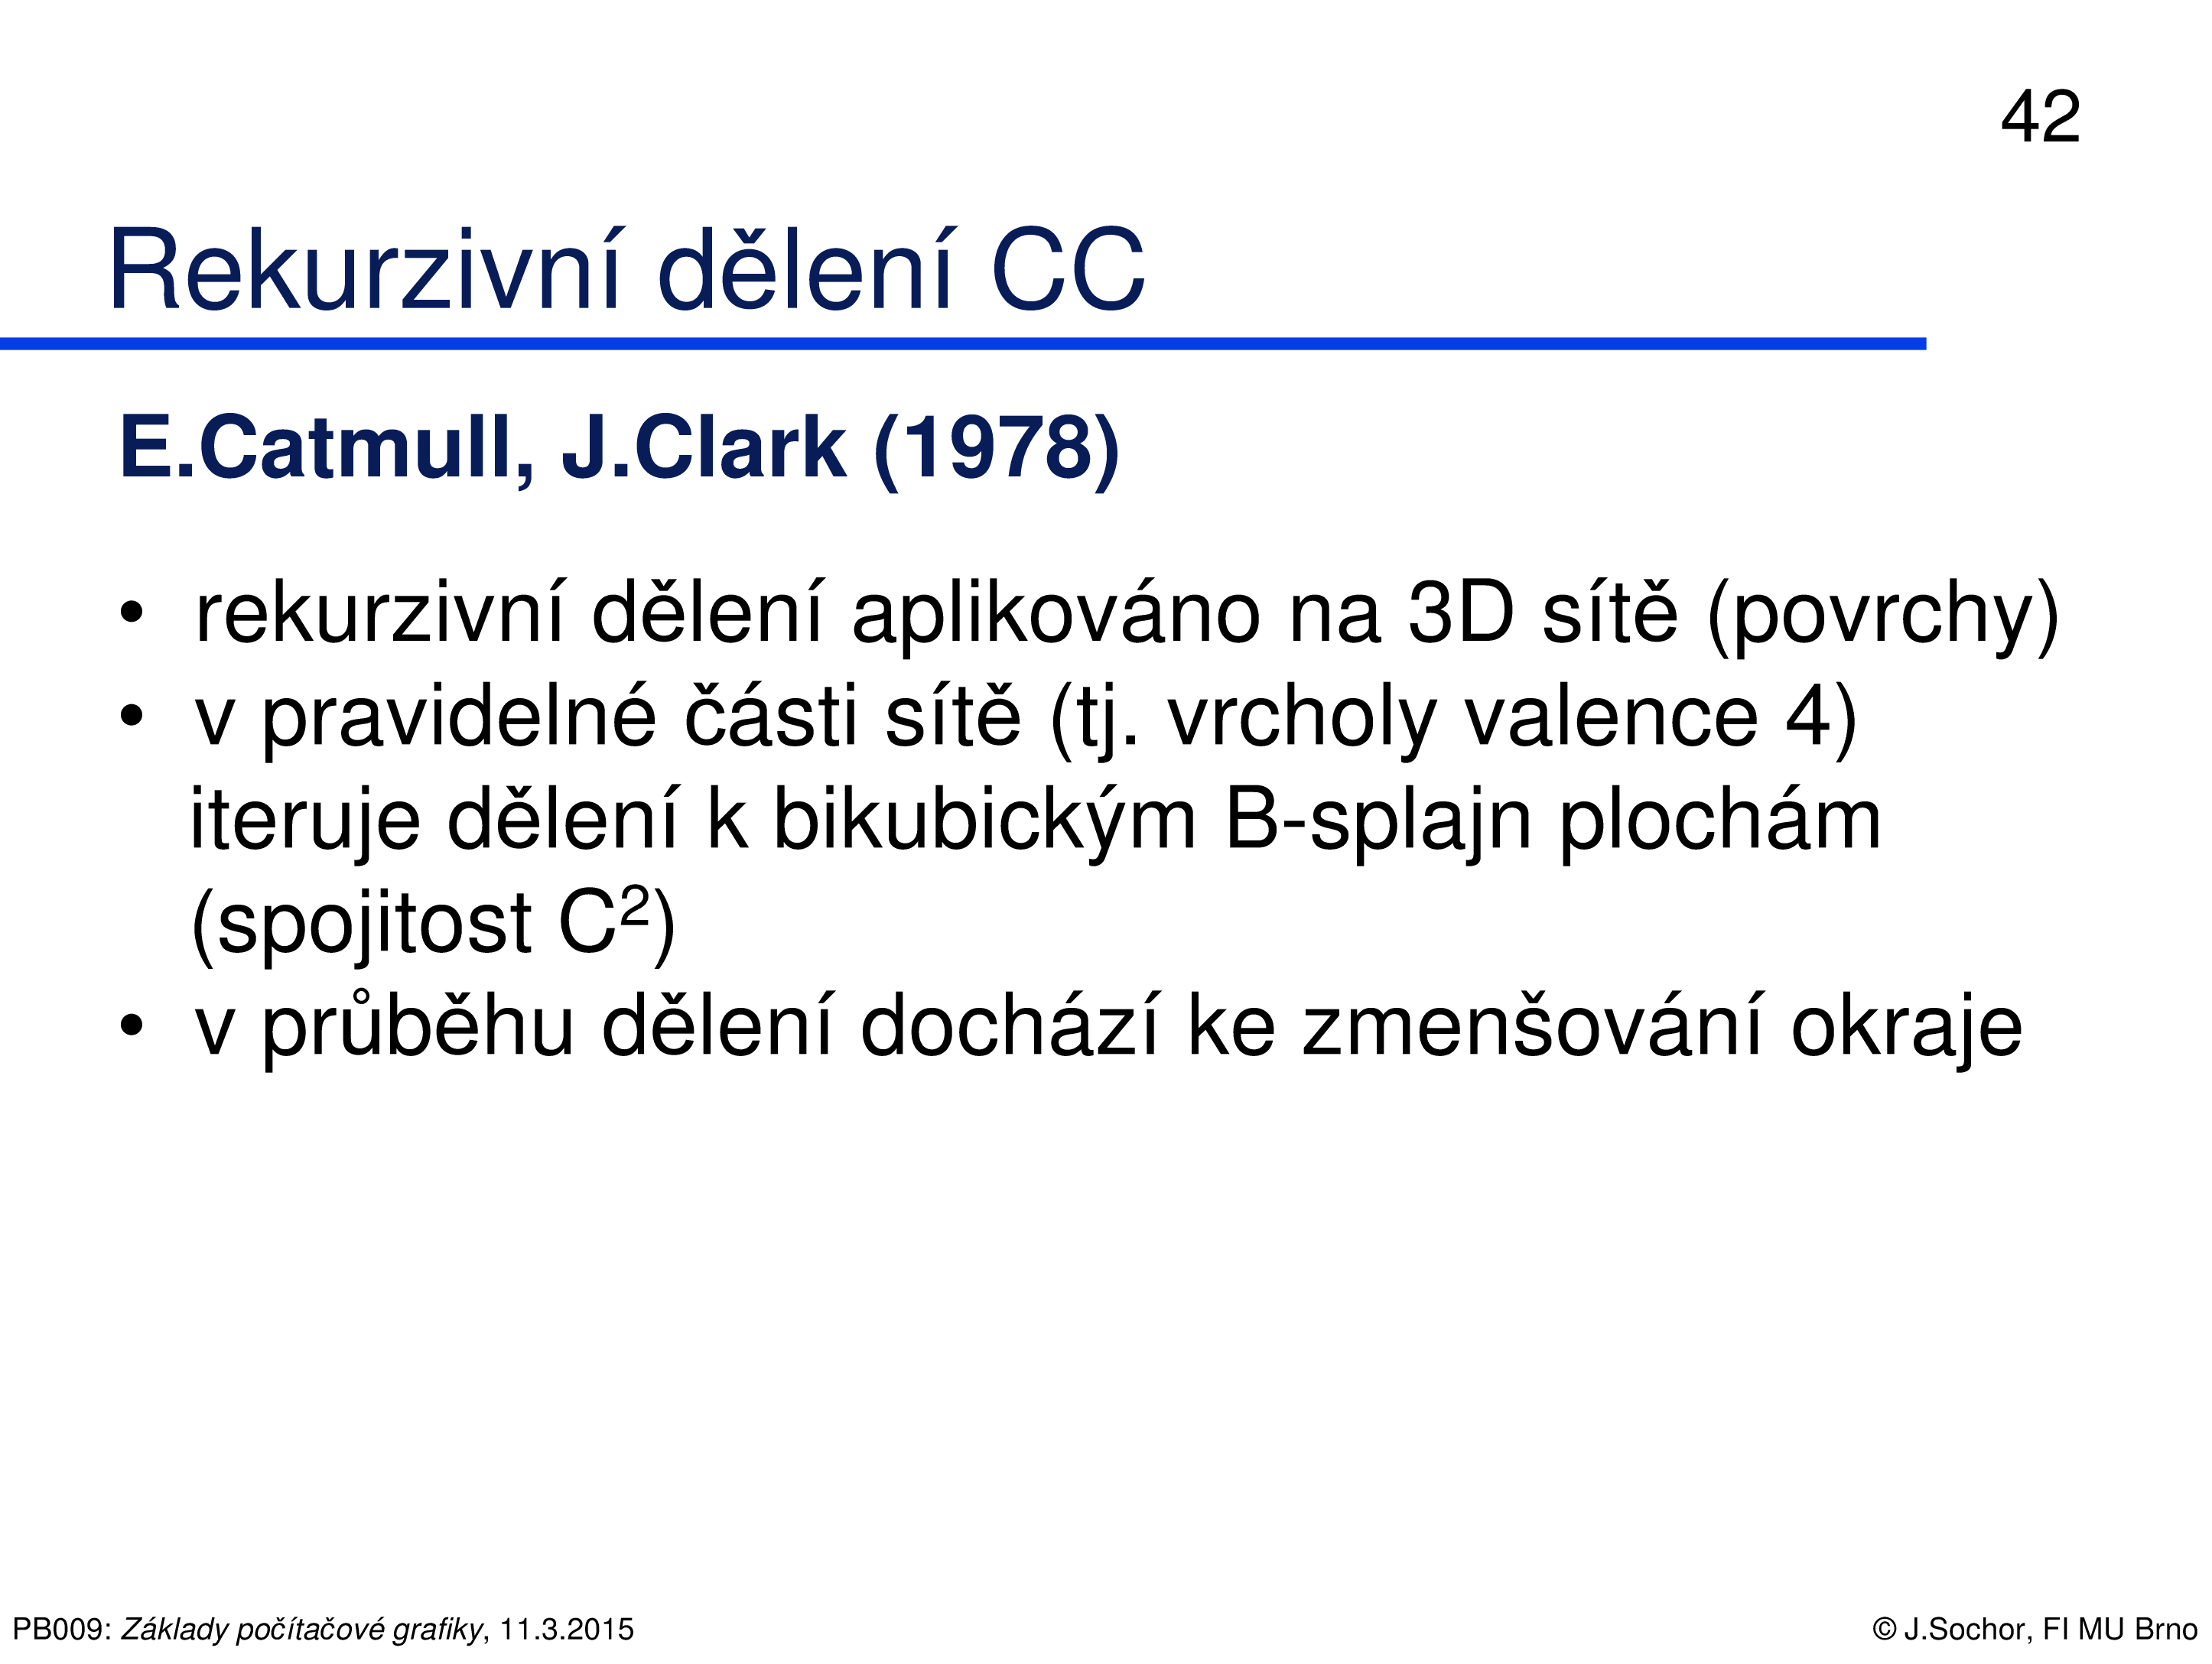 42
Rekurzivní dělení CC
E.Catmull, J.Clark (1978)
• rekurzivní dělení aplikováno na 3D sítě (povrchy)
• v pravidelné části sítě (tj. vrcholy valence 4)
iteruje dělení k bikubickým B-splajn plochám
(spojitost C²)
• v průběhu dělení dochází ke zmenšování okraje
PB009: Základy počítačové grafiky, 11.3.2015
© J.Sochor, FI MU Brno